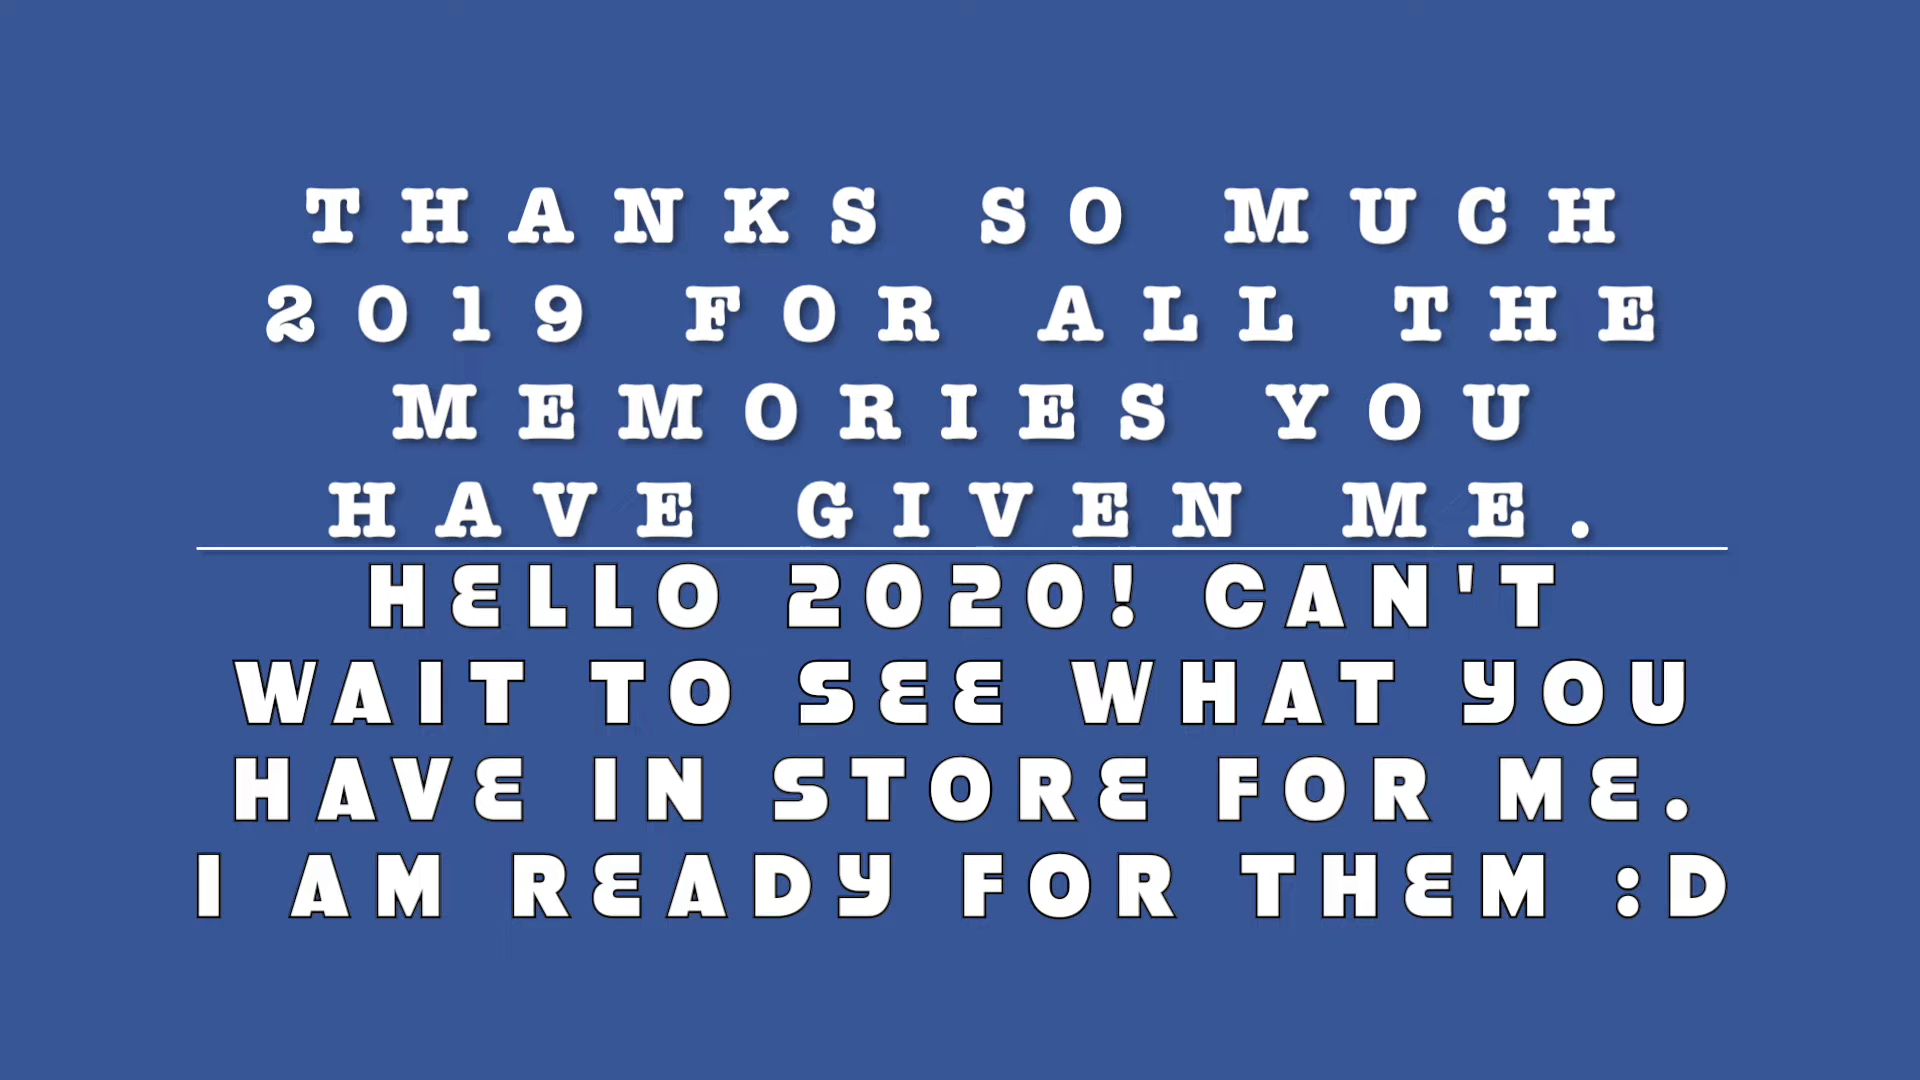 THANKS SO MUCH
2019 FOR ALL THE
MEMORIES YOU
HAVE GIVEN ME.
HELLO 2020! CAN'T
WAIT TO SEE WHAT YOU
HAVE IN STORE FOR ME.
I AM READY FOR THEM :D